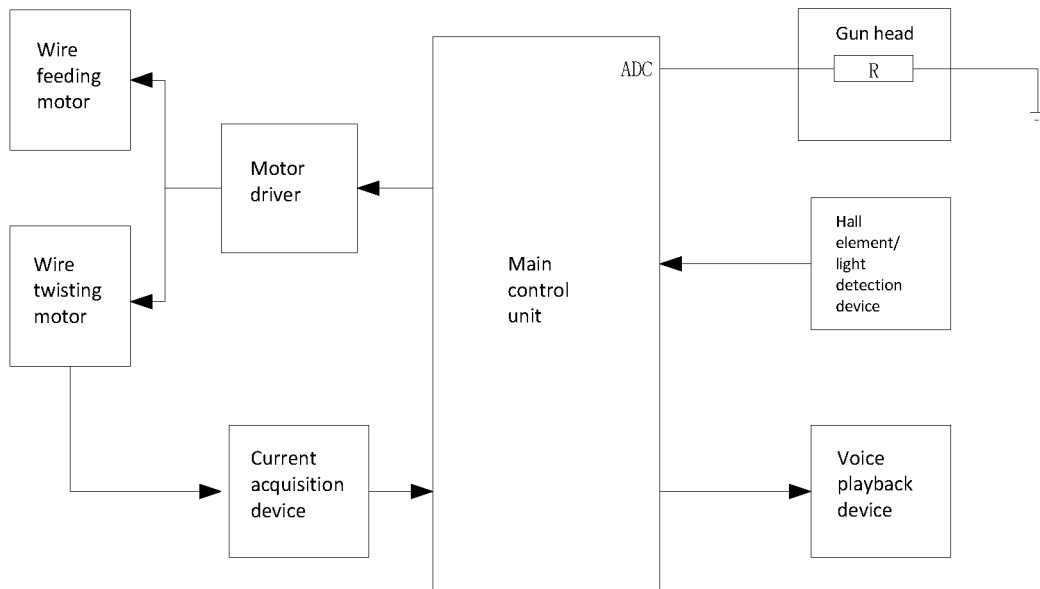 Wire
feeding
motor
Motor
driver
Wire
twisting
motor
Current
acquisition
device
Main
control
unit
ADC
Gun head
R
Hall
element/
light
detection
device
Voice
playback
device